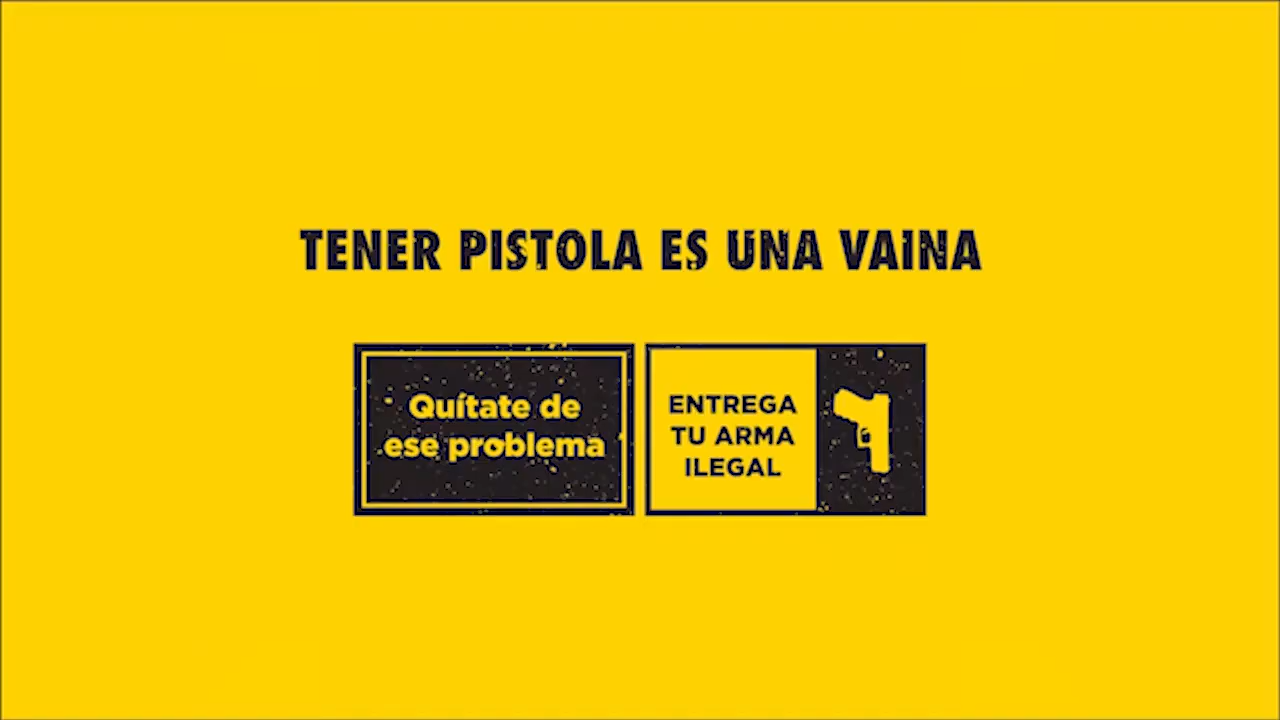 TENER PISTOLA ES UNA VAINA
Quítate de
ese problema
ENTREGA
TU ARMA
ILEGAL